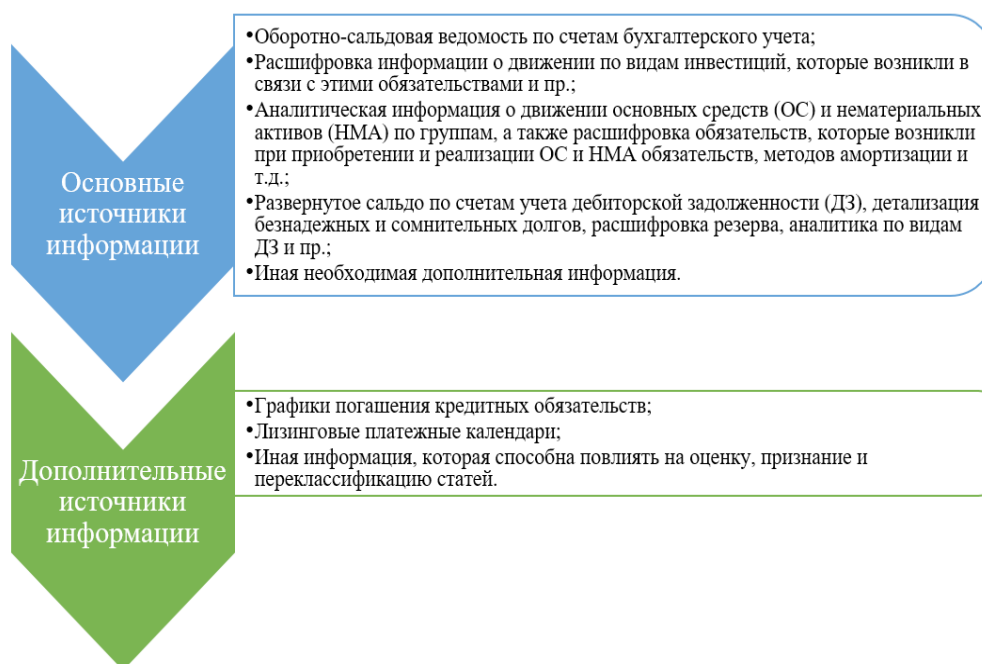 Основные
источники
информации
•Оборотно-сальдовая ведомость по счетам бухгалтерского учета;
•Расшифровка информации о движении по видам инвестиций, которые возникли в
связи с этими обязательствами и пр.;
•Аналитическая информация о движении основных средств (ОС) и нематериальных
активов (НМА) по группам, а также расшифровка обязательств, которые возникли
при приобретении и реализации ОС и НМА обязательств, методов амортизации и
т.д.;
•Развернутое сальдо по счетам учета дебиторской задолженности (ДЗ), детализация
безнадежных и сомнительных долгов, расшифровка резерва, аналитика по видам
ДЗ и пр.;
•Иная необходимая дополнительная информация.
Дополнительные
источники
информации
•Графики погашения кредитных обязательств;
•Лизинговые платежные календари;
•Иная информация, которая способна повлиять на оценку, признание и
переклассификацию статей.